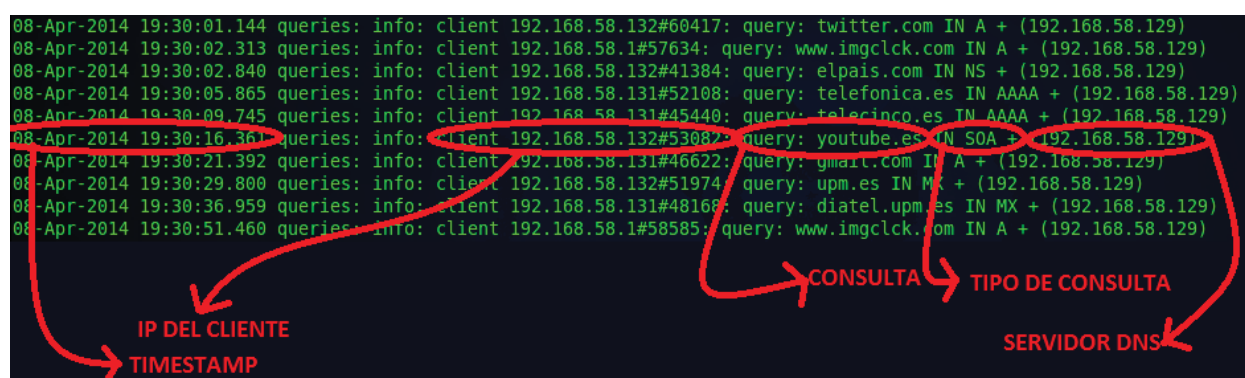 08-Apr-2014 19:30:01.144 queries: info: client 192.168.58.132#60417: query: twitter.com IN A + (192.168.58.129)
08-Apr-2014 19:30:02.313 queries: info: client 192.168.58.1#57634: query: www.imgclck.com IN A + (192.168.58.129)
08-Apr-2014 19:30:02.840 queries: info: client 192.168.58.132#41384: query: elpais.com IN NS + (192.168.58.129)
08-Apr-2014 19:30:05.865 queries: info: client 192.168.58.131#52108: query: telefonica.es IN AAAA + (192.168.58.129)
08-Apr-2014 19:30:09.745 queries: info: client 192.168.58.131#45440: query: telecinco.es IN AAAA + (192.168.58.129)
08-Apr-2014 19:30:16.361 queries: info: client 192.168.58.132#53082: query: youtube.es IN SOA + (192.168.58.129)
08-Apr-2014 19:30:21.392 queries: info: client 192.168.58.131#46622: query: gmail.com IN A + (192.168.58.129)
08-Apr-2014 19:30:29.800 queries: info: client 192.168.58.132#51974: query: upm.es IN MX + (192.168.58.129)
08-Apr-2014 19:30:36.959 queries: info: client 192.168.58.131#48168: query: diatel.upm.es IN MX + (192.168.58.129)
08-Apr-2014 19:30:51.460 queries: info: client 192.168.58.1#58585: query: www.imgclck.com IN A + (192.168.58.129)
CONSULTA
TIPO DE CONSULTA
IP DEL CLIENTE
SERVIDOR DNS
TIMESTAMP